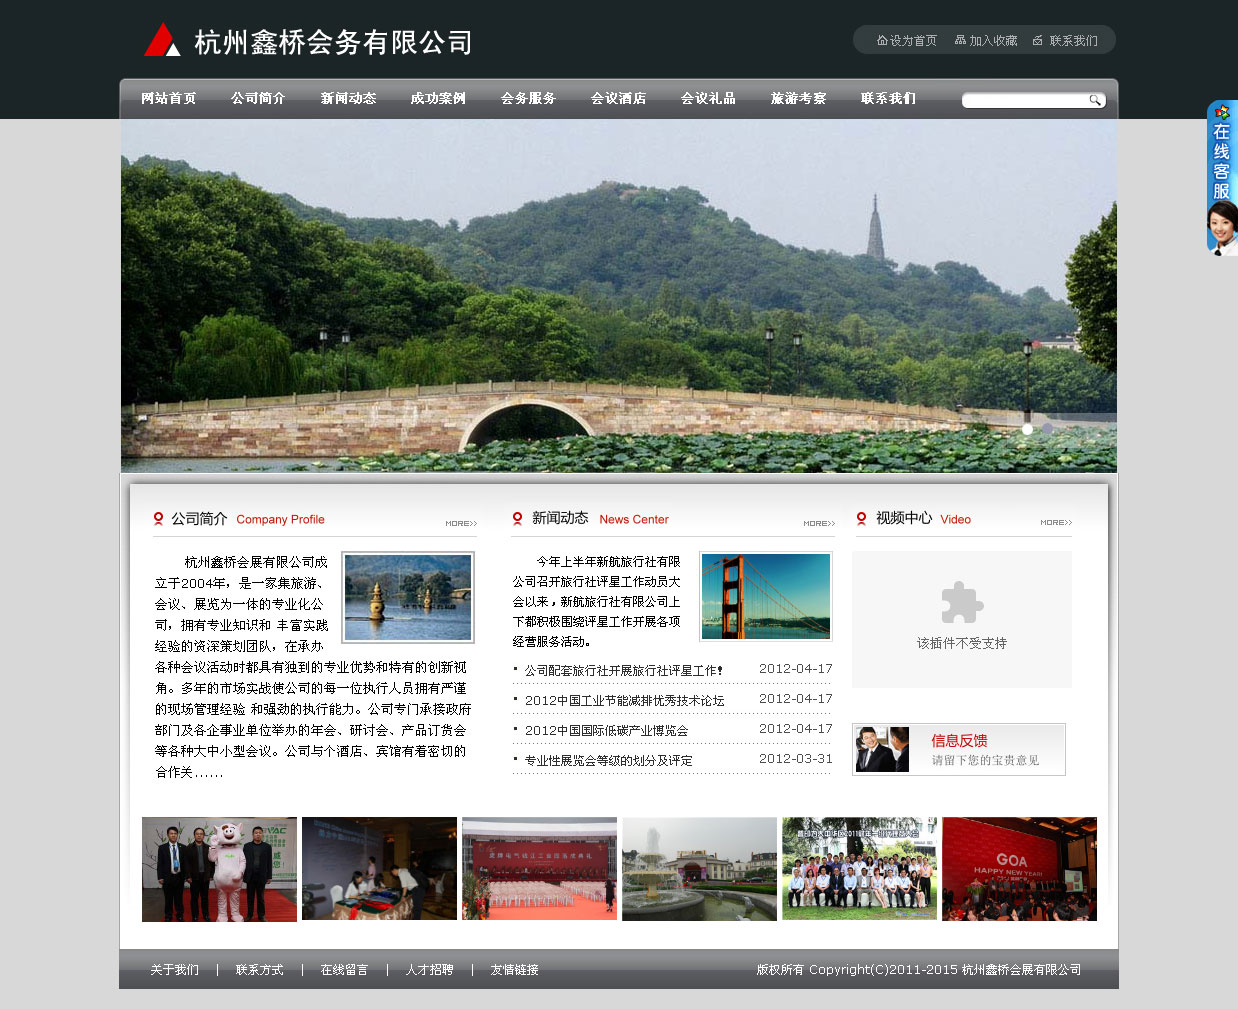 杭州鑫桥会务有限公司
设为首页 加入收藏 联系我们
网站首页 公司简介 新闻动态 成功案例 会务服务 会议酒店 会议礼品 旅游考察 联系我们
在线客服
公司简介 Company Profile MORE>>
杭州鑫桥会展有限公司成
立于2004年，是一家集旅游、
会议、展览为一体的专业化公
司，拥有专业知识和 丰富实践
经验的资深策划团队，在承办
各种会议活动时都具有独到的专业优势和特有的创新视
角。多年的市场实战使公司的每一位执行人员拥有严谨
的现场管理经验 和强劲的执行能力。公司专门承接政府
部门及各企事业单位举办的年会、研讨会、产品订货会
等各种大中小型会议。公司与个酒店、宾馆有着密切的
合作关……
新闻动态 News Center MORE>>
今年上半年新航旅行社有限
公司召开旅行社评星工作动员大
会以来，新航旅行社有限公司上
下都积极围绕评星工作开展各项
经营服务活动。
公司配套旅行社开展旅行社评星工作！ 2012-04-17
2012中国工业节能减排优秀技术论坛 2012-04-17
2012中国国际低碳产业博览会 2012-04-17
专业性展览会等级的划分及评定 2012-03-31
视频中心 Video MORE>>
该插件不受支持
信息反馈
请留下您的宝贵意见
GOA
HAPPY NEW YEAR!
关于我们 | 联系方式 | 在线留言 | 人才招聘 | 友情链接
版权所有 Copyright(C)2011-2015 杭州鑫桥会展有限公司